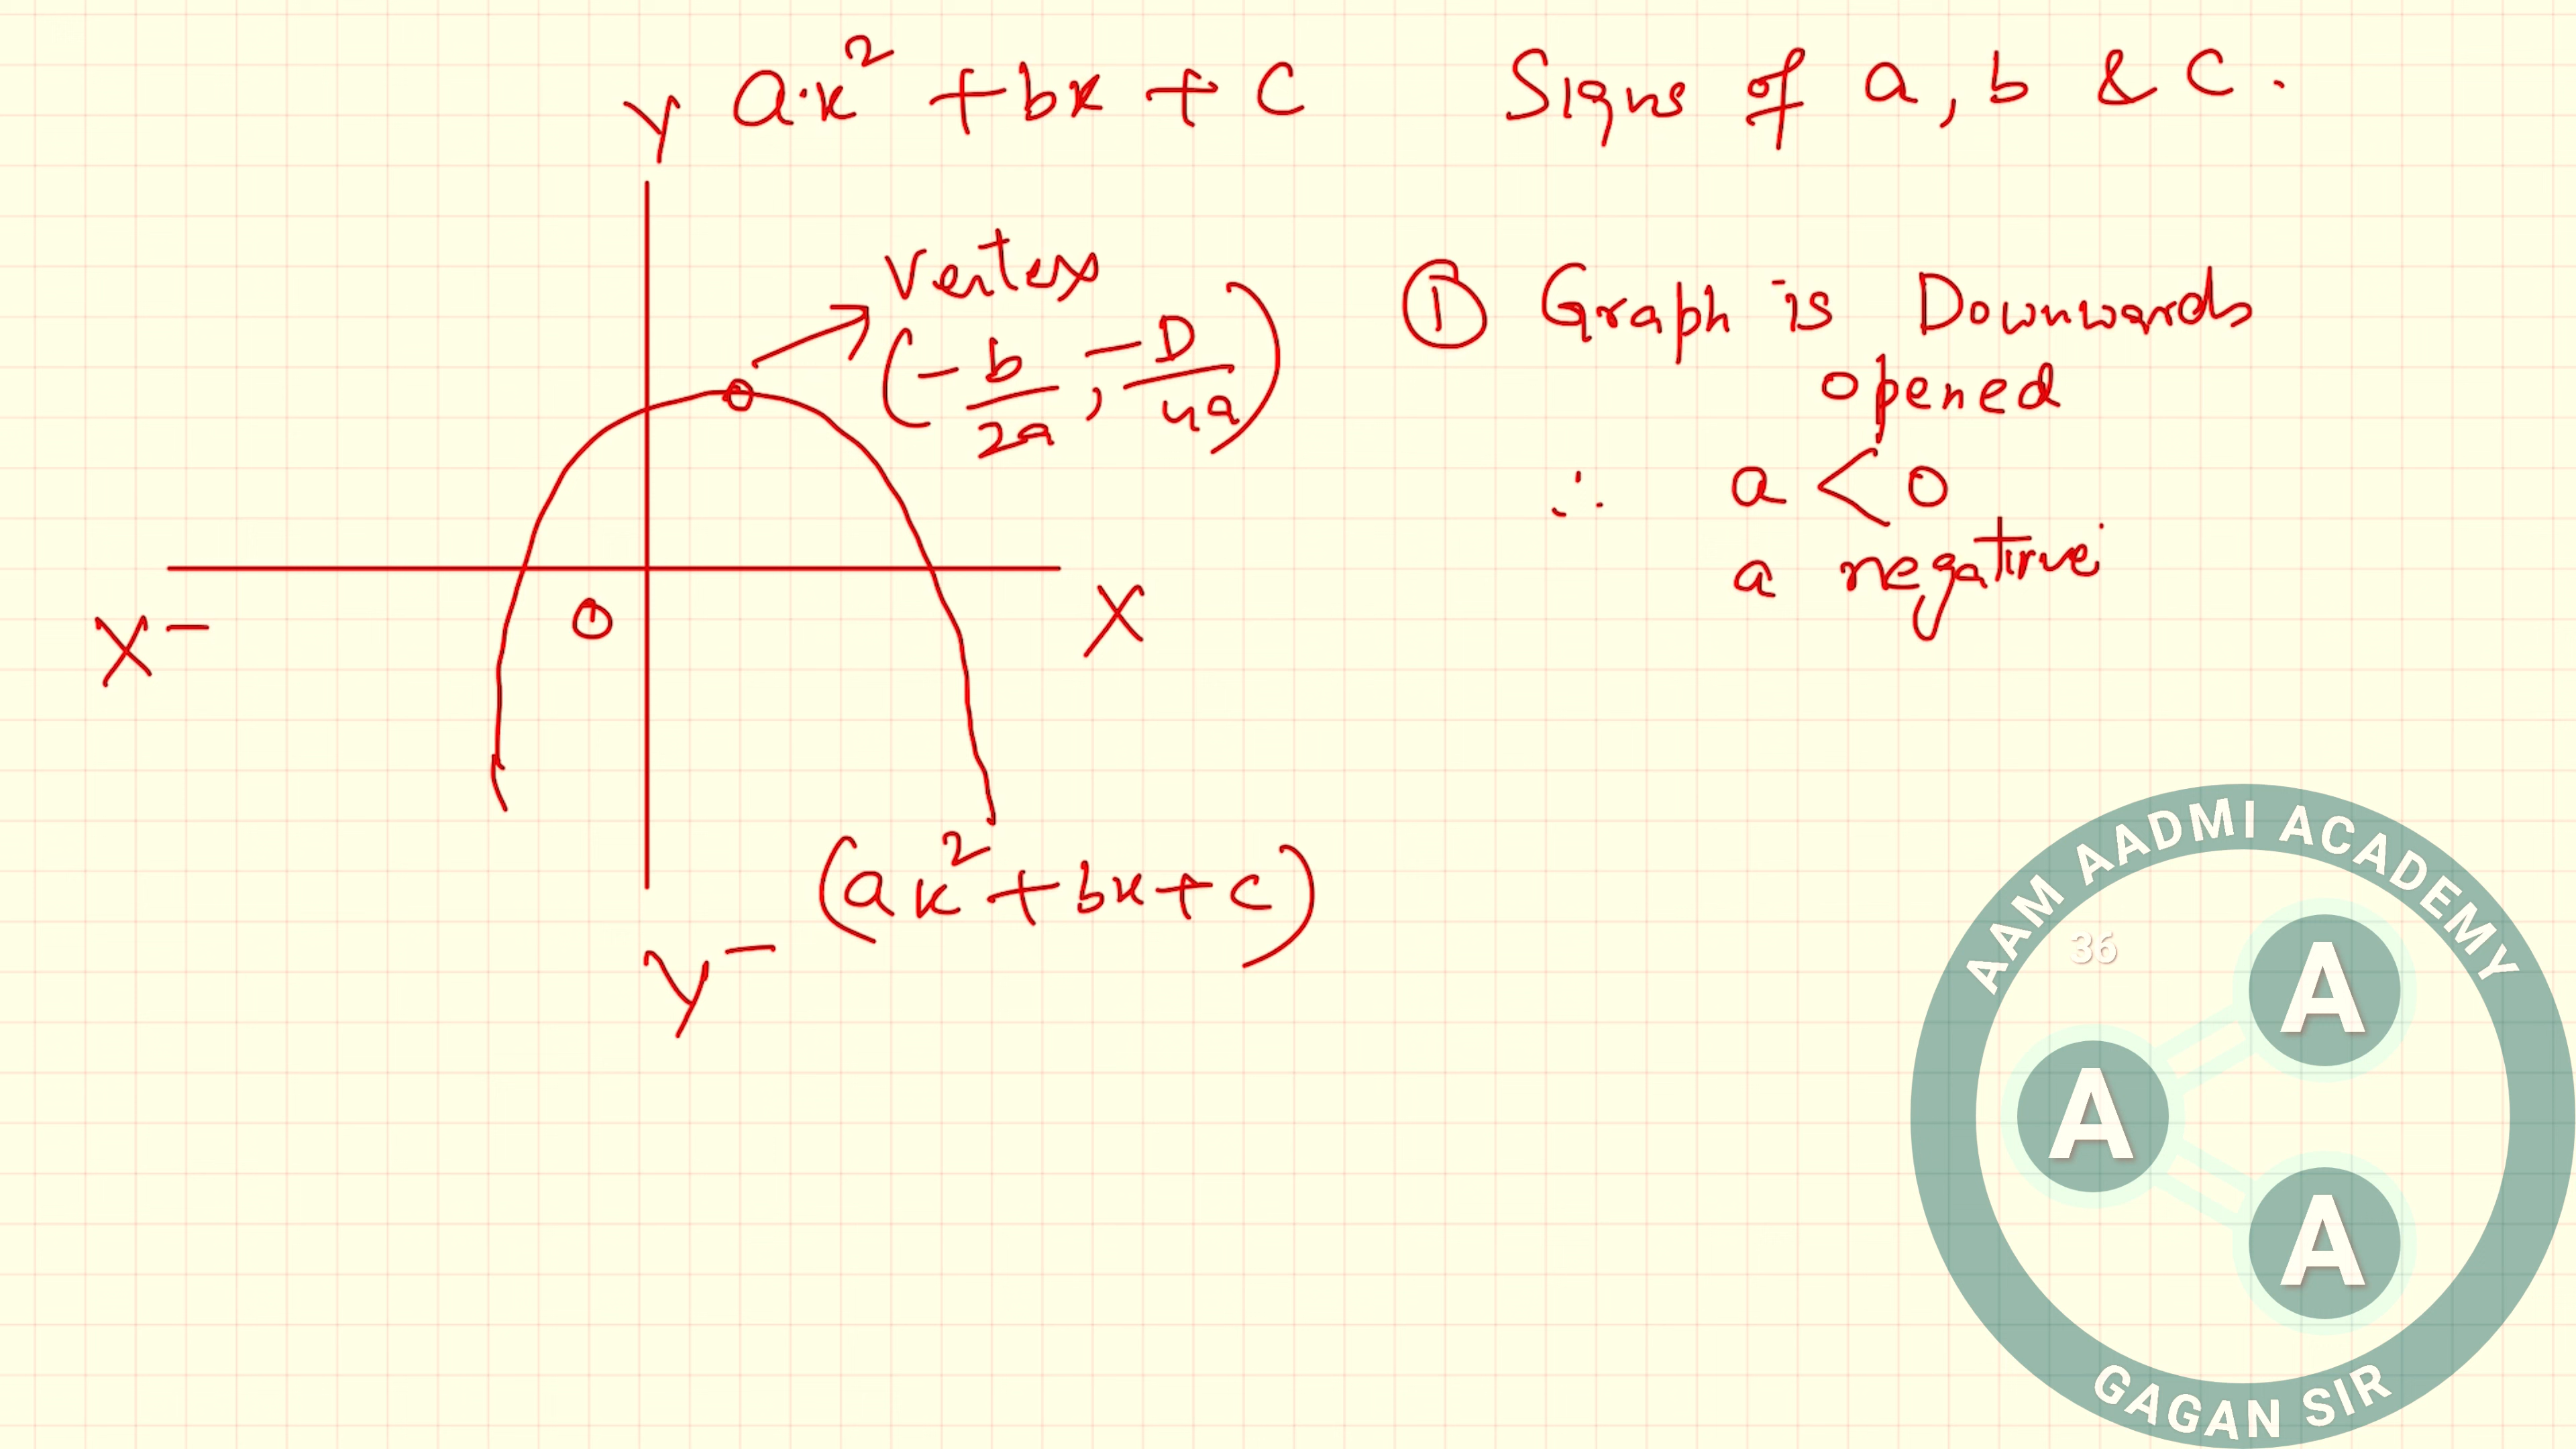 y ax² + bx + c
Signs of a, b & c.
Vertex
(-b/2a, -D/4a)
① Graph is Downwards
opened
∴ a < 0
a negative
X-
O
X
(ax² + bx + c)
y-
AAM AADMI ACADEMY
36
A
A
A
GAGAN SIR